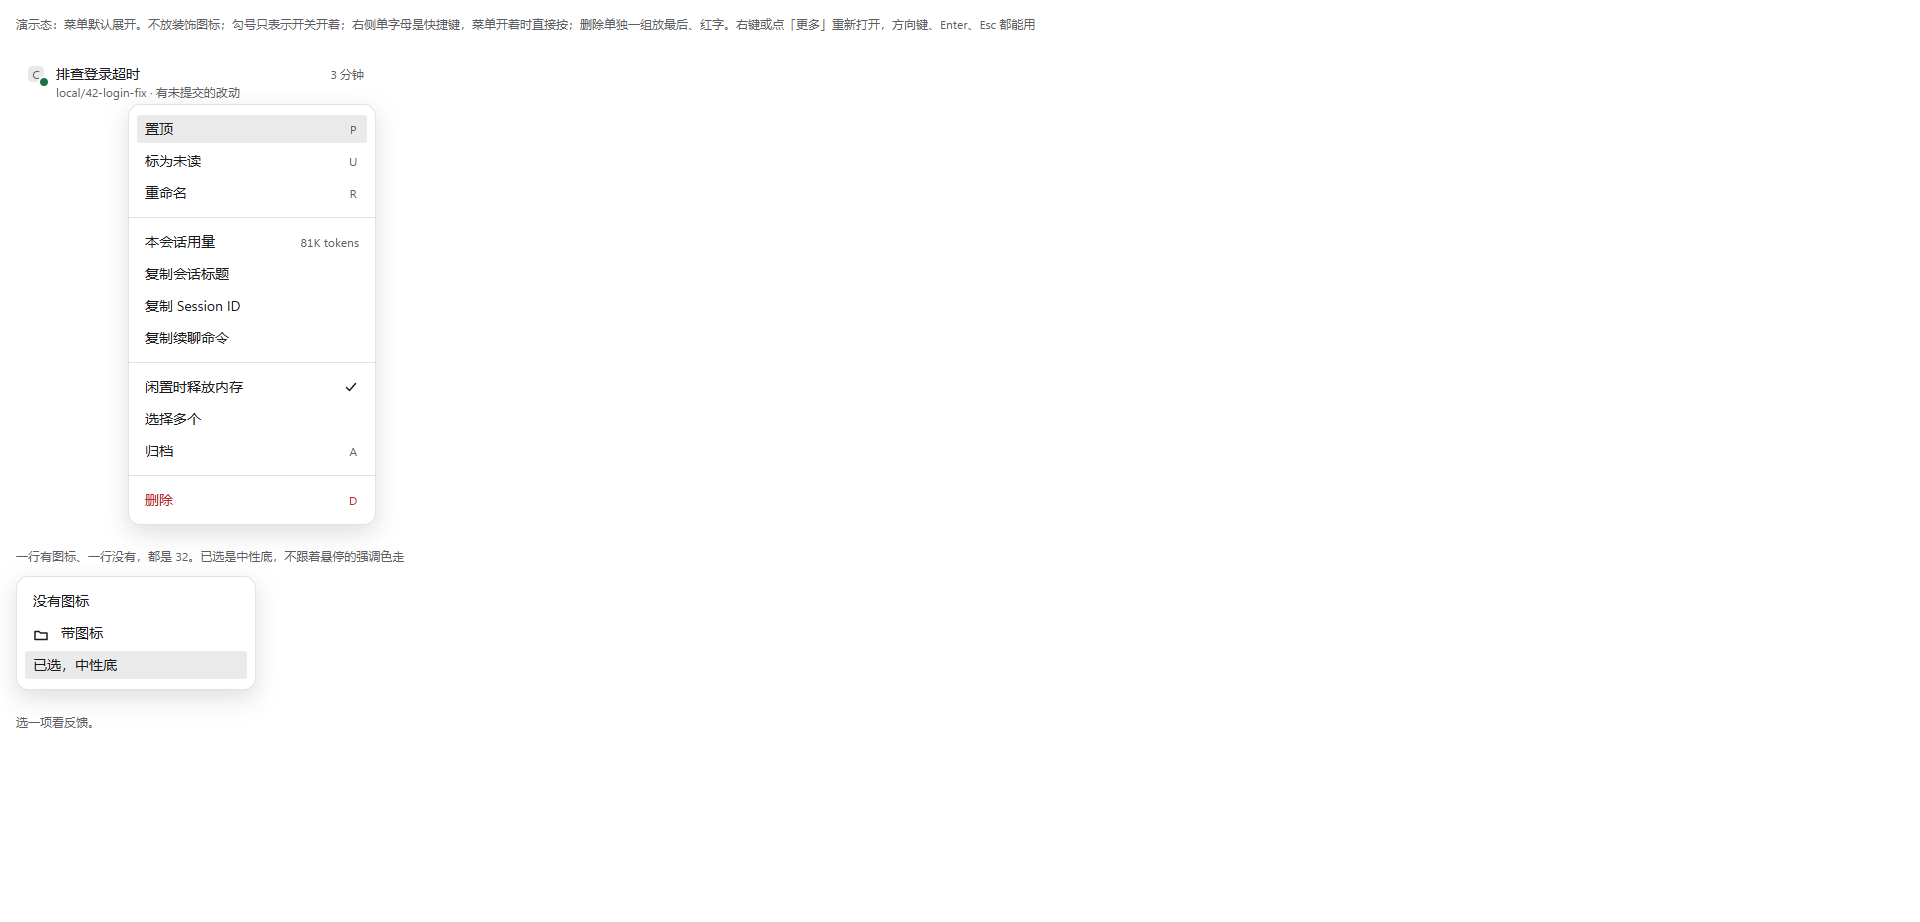 演示态：菜单默认展开。不放装饰图标；勾号只表示开关开着；右侧单字母是快捷键，菜单开着时直接按；删除单独一组放最后、红字。右键或点「更多」重新打开，方向键、Enter、Esc 都能用
C 排查登录超时 3 分钟
local/42-login-fix · 有未提交的改动
置顶 P
标为未读 U
重命名 R
本会话用量 81K tokens
复制会话标题
复制 Session ID
复制续聊命令
闲置时释放内存
选择多个
归档 A
删除 D
一行有图标、一行没有，都是 32。已选是中性底，不跟着悬停的强调色走
没有图标
带图标
已选，中性底
选一项看反馈。